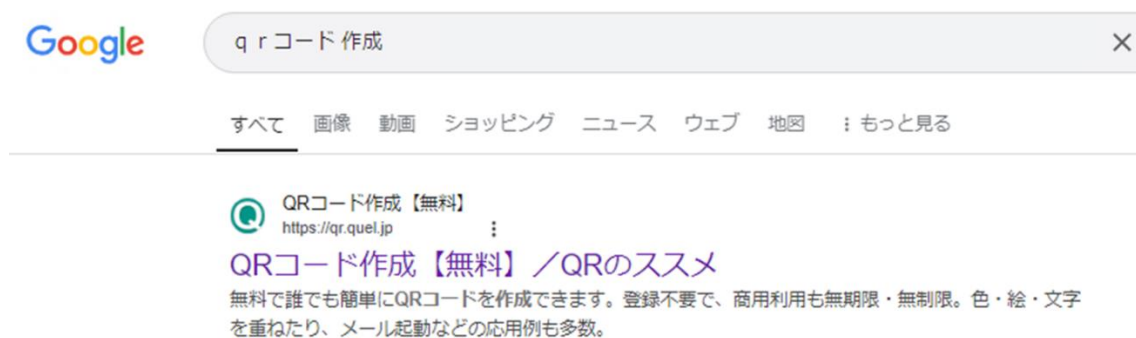 Google
ｑｒコード 作成
すべて 画像 動画 ショッピング ニュース ウェブ 地図 もっと見る
QRコード作成【無料】
https://qr.quel.jp
QRコード作成【無料】／QRのススメ
無料で誰でも簡単にQRコードを作成できます。登録不要で、商用利用も無期限・無制限。色・絵・文字
を重ねたり、メール起動などの応用例も多数。